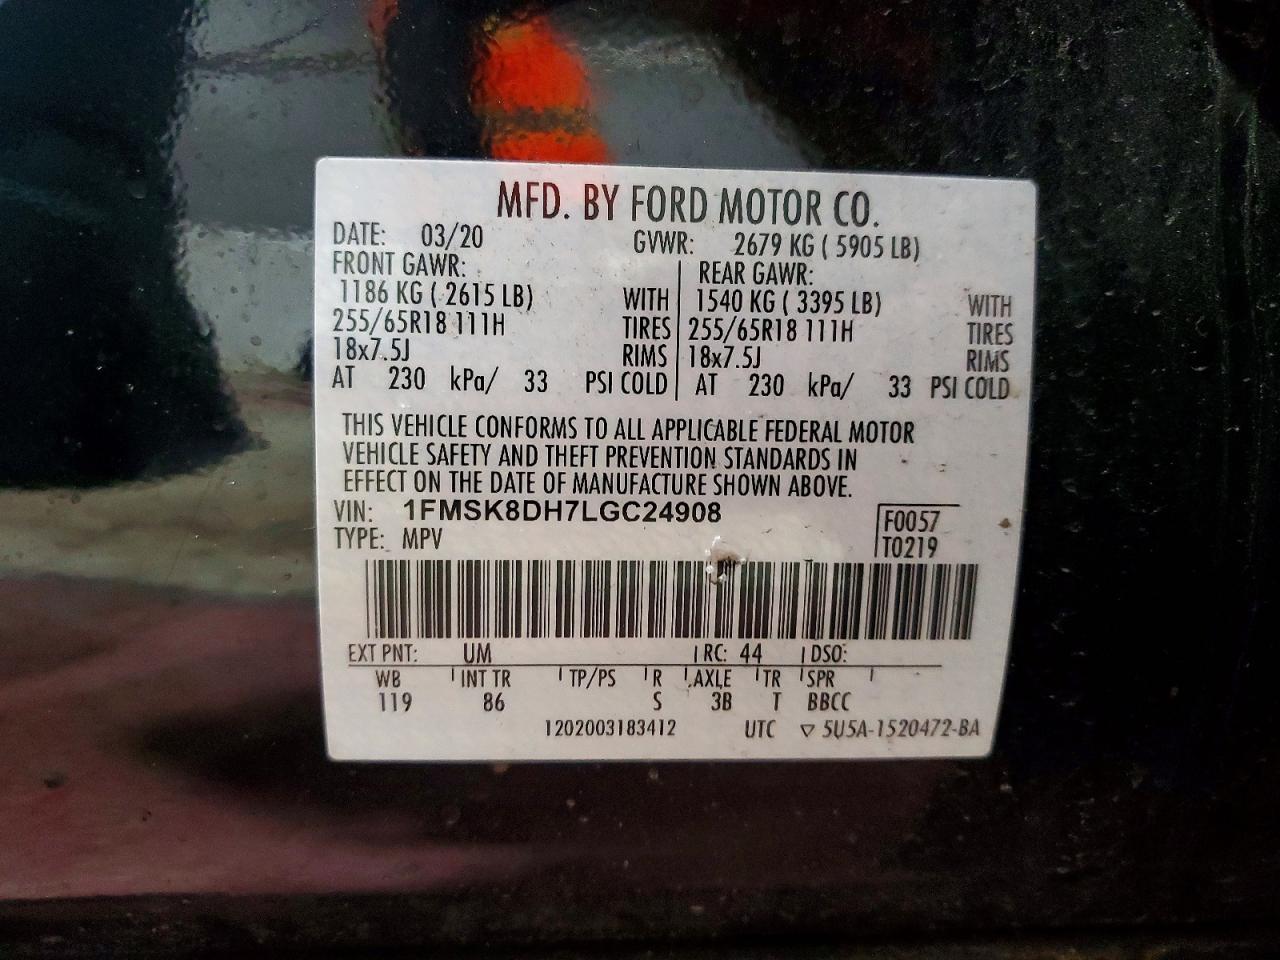 MFD. BY FORD MOTOR CO.
DATE: 03/20 GVWR: 2679 KG ( 5905 LB)
FRONT GAWR: REAR GAWR:
1186 KG ( 2615 LB) WITH 1540 KG ( 3395 LB) WITH
255/65R18 111H TIRES 255/65R18 111H TIRES
18x7.5J RIMS 18x7.5J RIMS
AT 230 kPa/ 33 PSI COLD AT 230 kPa/ 33 PSI COLD
THIS VEHICLE CONFORMS TO ALL APPLICABLE FEDERAL MOTOR
VEHICLE SAFETY AND THEFT PREVENTION STANDARDS IN
EFFECT ON THE DATE OF MANUFACTURE SHOWN ABOVE.
VIN: 1FMSK8DH7LGC24908 F0057
TYPE: MPV T0219
EXT PNT: UM RC: 44 DSO:
WB INT TR TP/PS R AXLE TR SPR
119 86 S 3B T BBCC
1202003183412 UTC ▽ 5U5A-1520472-BA